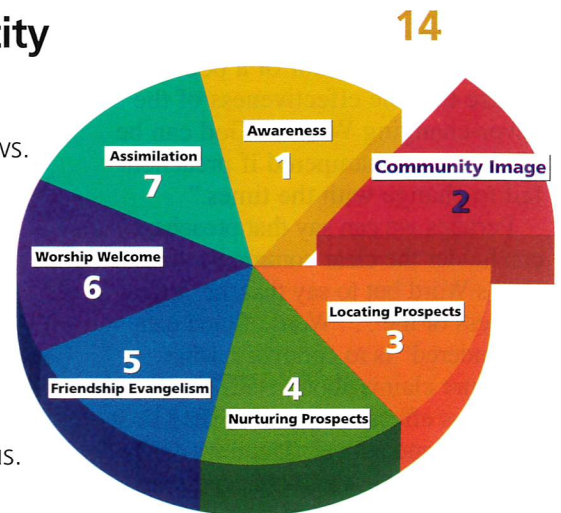 ity
14
vs.
Awareness
1
Community Image
2
Assimilation
7
Worship Welcome
6
Locating Prospects
3
5
Friendship Evangelism
4
Nurturing Prospects